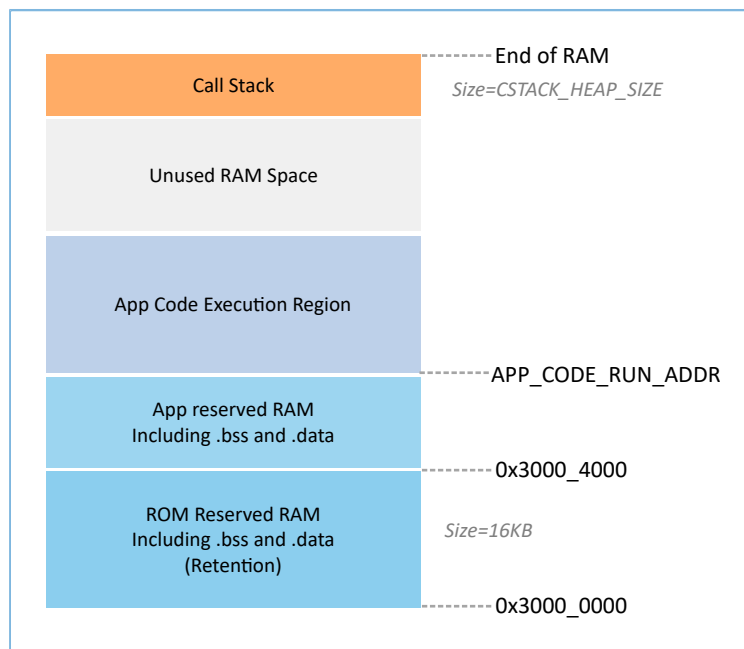 End of RAM
Call Stack
Size=CSTACK_HEAP_SIZE
Unused RAM Space
App Code Execution Region
APP_CODE_RUN_ADDR
App reserved RAM
Including .bss and .data
0x3000_4000
ROM Reserved RAM
Including .bss and .data
(Retention)
Size=16KB
0x3000_0000